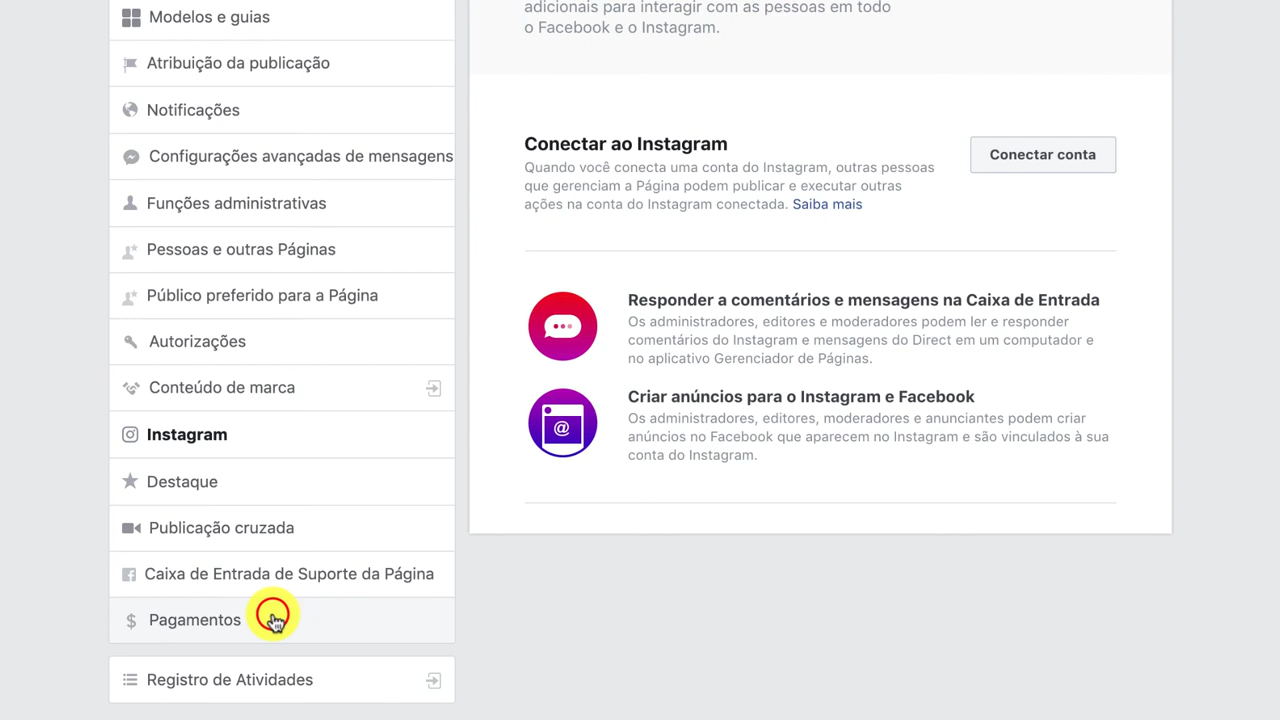 Modelos e guias
Atribuição da publicação
Notificações
Configurações avançadas de mensagens
Funções administrativas
Pessoas e outras Páginas
Público preferido para a Página
Autorizações
Conteúdo de marca
Instagram
Destaque
Publicação cruzada
Caixa de Entrada de Suporte da Página
Pagamentos
Registro de Atividades
adicionais para interagir com as pessoas em todo
o Facebook e o Instagram.
Conectar ao Instagram
Quando você conecta uma conta do Instagram, outras pessoas
que gerenciam a Página podem publicar e executar outras
ações na conta do Instagram conectada. Saiba mais
Conectar conta
Responder a comentários e mensagens na Caixa de Entrada
Os administradores, editores e moderadores podem ler e responder
comentários do Instagram e mensagens do Direct em um computador e
no aplicativo Gerenciador de Páginas.
Criar anúncios para o Instagram e Facebook
Os administradores, editores, moderadores e anunciantes podem criar
anúncios no Facebook que aparecem no Instagram e são vinculados à sua
conta do Instagram.